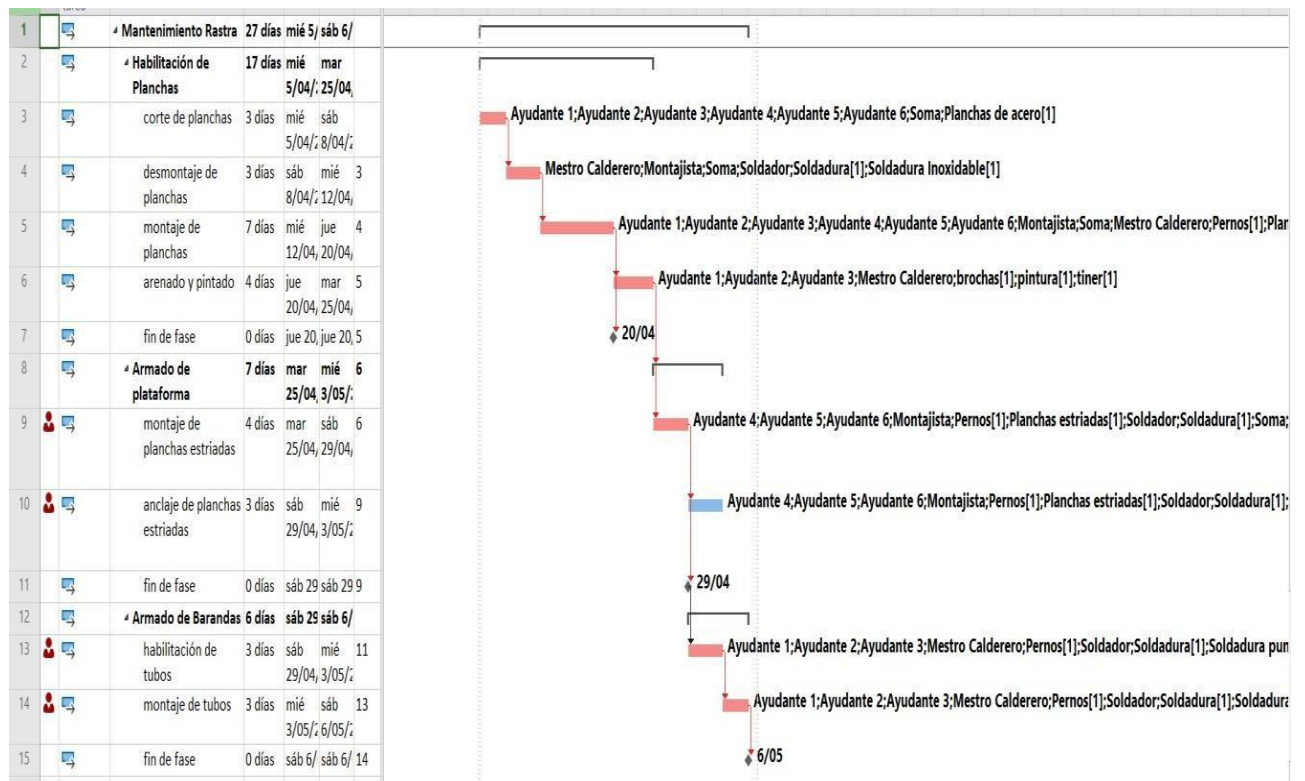 1 Mantenimiento Rastra 27 días mié 5/ sáb 6/
2 Habilitación de 17 días mié mar
Planchas 5/04/ 25/04/
3 corte de planchas 3 días mié sáb Ayudante 1;Ayudante 2;Ayudante 3;Ayudante 4;Ayudante 5;Ayudante 6;Soma;Planchas de acero[1]
5/04/2 8/04/2
4 desmontaje de 3 días sáb mié 3 Mestro Calderero;Montajista;Soma;Soldador;Soldadura[1];Soldadura Inoxidable[1]
planchas 8/04/2 12/04/
5 montaje de 7 días mié jue 4 Ayudante 1;Ayudante 2;Ayudante 3;Ayudante 4;Ayudante 5;Ayudante 6;Montajista;Soma;Mestro Calderero;Pernos[1];Plan
planchas 12/04/ 20/04/
6 arenado y pintado 4 días jue mar 5 Ayudante 1;Ayudante 2;Ayudante 3;Mestro Calderero;brochas[1];pintura[1];tiner[1]
20/04/ 25/04/
7 fin de fase 0 días jue 20, jue 20, 5 20/04
8 Armado de 7 días mar mié 6
plataforma 25/04 3/05/
9 montaje de 4 días mar sáb 6 Ayudante 4;Ayudante 5;Ayudante 6;Montajista;Pernos[1];Planchas estriadas[1];Soldador;Soldadura[1];Soma;
planchas estriadas 25/04/ 29/04/
10 anclaje de planchas 3 días sáb mié 9 Ayudante 4;Ayudante 5;Ayudante 6;Montajista;Pernos[1];Planchas estriadas[1];Soldador;Soldadura[1];
estriadas 29/04/ 3/05/2
11 fin de fase 0 días sáb 29 sáb 29 9 29/04
12 Armado de Barandas 6 días sáb 29 sáb 6/
13 habilitación de 3 días sáb mié 11 Ayudante 1;Ayudante 2;Ayudante 3;Mestro Calderero;Pernos[1];Soldador;Soldadura[1];Soldadura pun
tubos 29/04/ 3/05/2
14 montaje de tubos 3 días mié sáb 13 Ayudante 1;Ayudante 2;Ayudante 3;Mestro Calderero;Pernos[1];Soldador;Soldadura[1];Soldadura
3/05/2 6/05/2
15 fin de fase 0 días sáb 6/ sáb 6/ 14 6/05